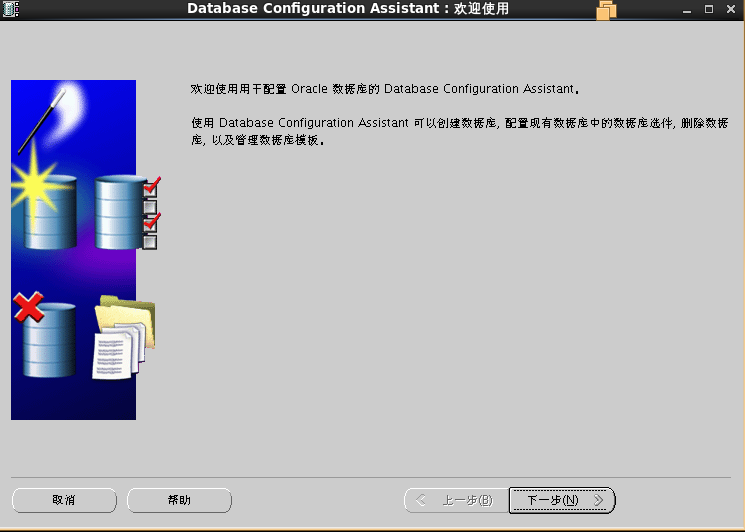 Database Configuration Assistant : 欢迎使用
欢迎使用用于配置 Oracle 数据库的 Database Configuration Assistant。
使用 Database Configuration Assistant 可以创建数据库, 配置现有数据库中的数据库选件, 删除数据
库, 以及管理数据库模板。
取消 帮助 上一步(B) 下一步(N)